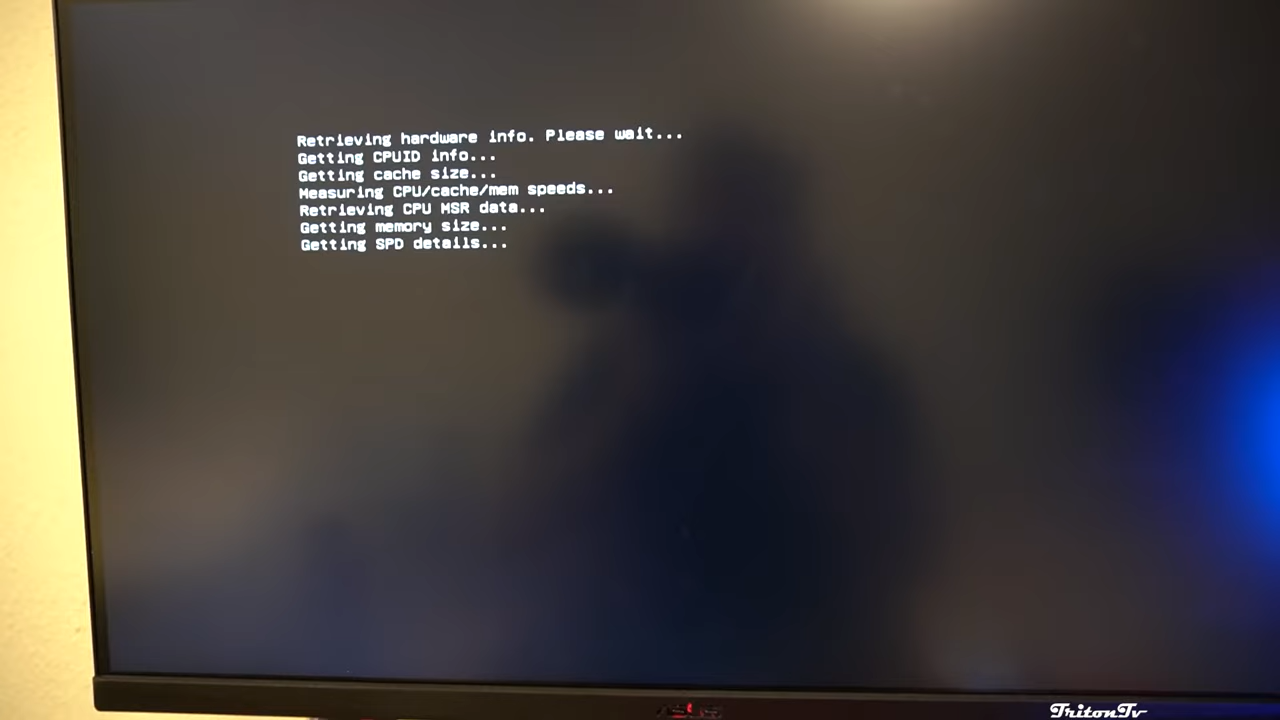 Retrieving hardware info. Please wait...
Getting CPUID info...
Getting cache size...
Measuring CPU/cache/mem speeds...
Retrieving CPU MSR data...
Getting memory size...
Getting SPD details...
ASUS
TritonTv